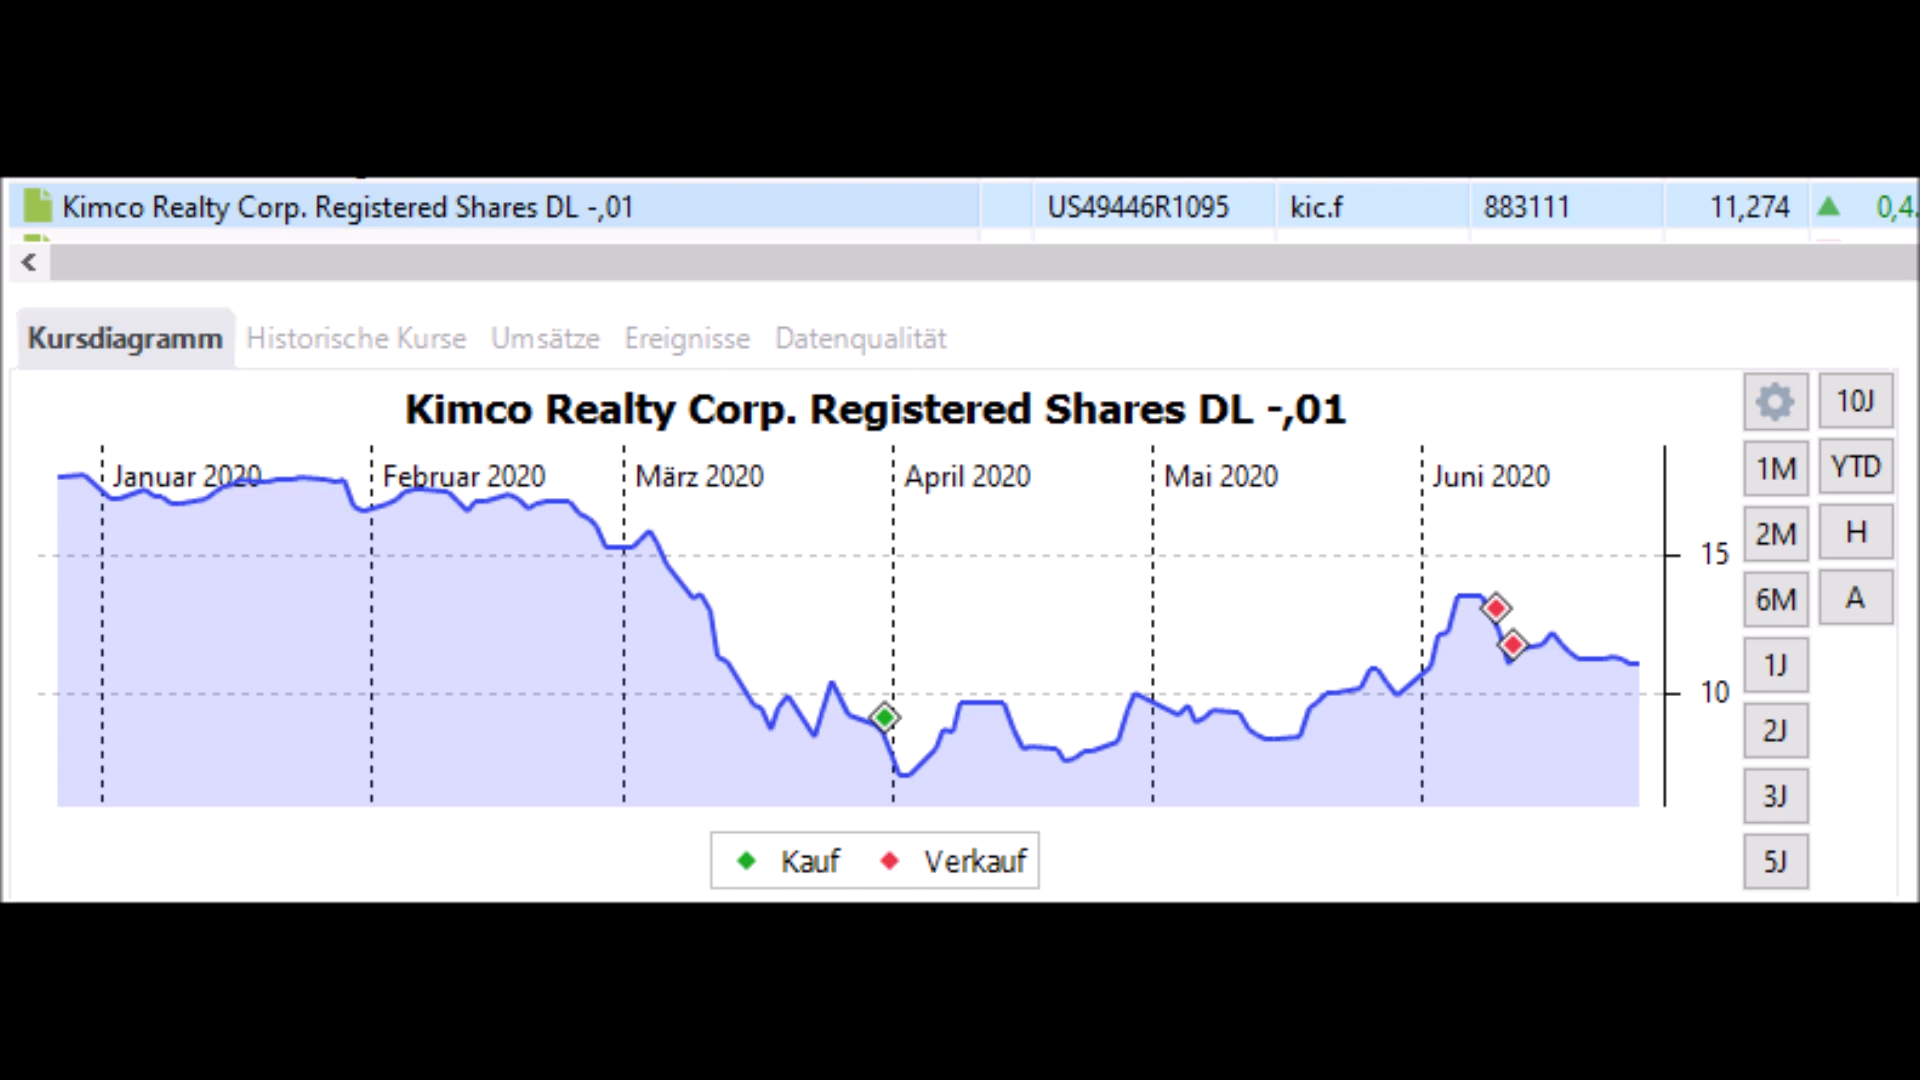 Kimco Realty Corp. Registered Shares DL -,01 US49446R1095 kic.f 883111 11,274 0,4
Kursdiagramm Historische Kurse Umsätze Ereignisse Datenqualität
Kimco Realty Corp. Registered Shares DL -,01
10J
1M YTD
Januar 2020 Februar 2020 März 2020 April 2020 Mai 2020 Juni 2020
2M H
15
6M A
1J
10
2J
3J
5J
Kauf Verkauf